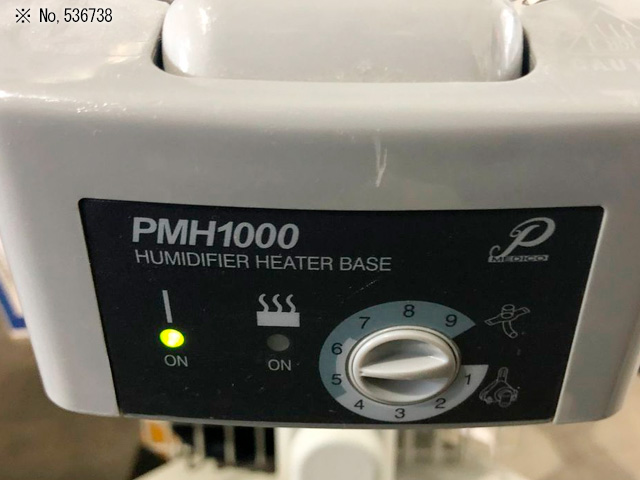 ※ No,536738
PMH1000
HUMIDIFIER HEATER BASE
P
MEDICO
ON
ON
1
2
3
4
5
6
7
8
9